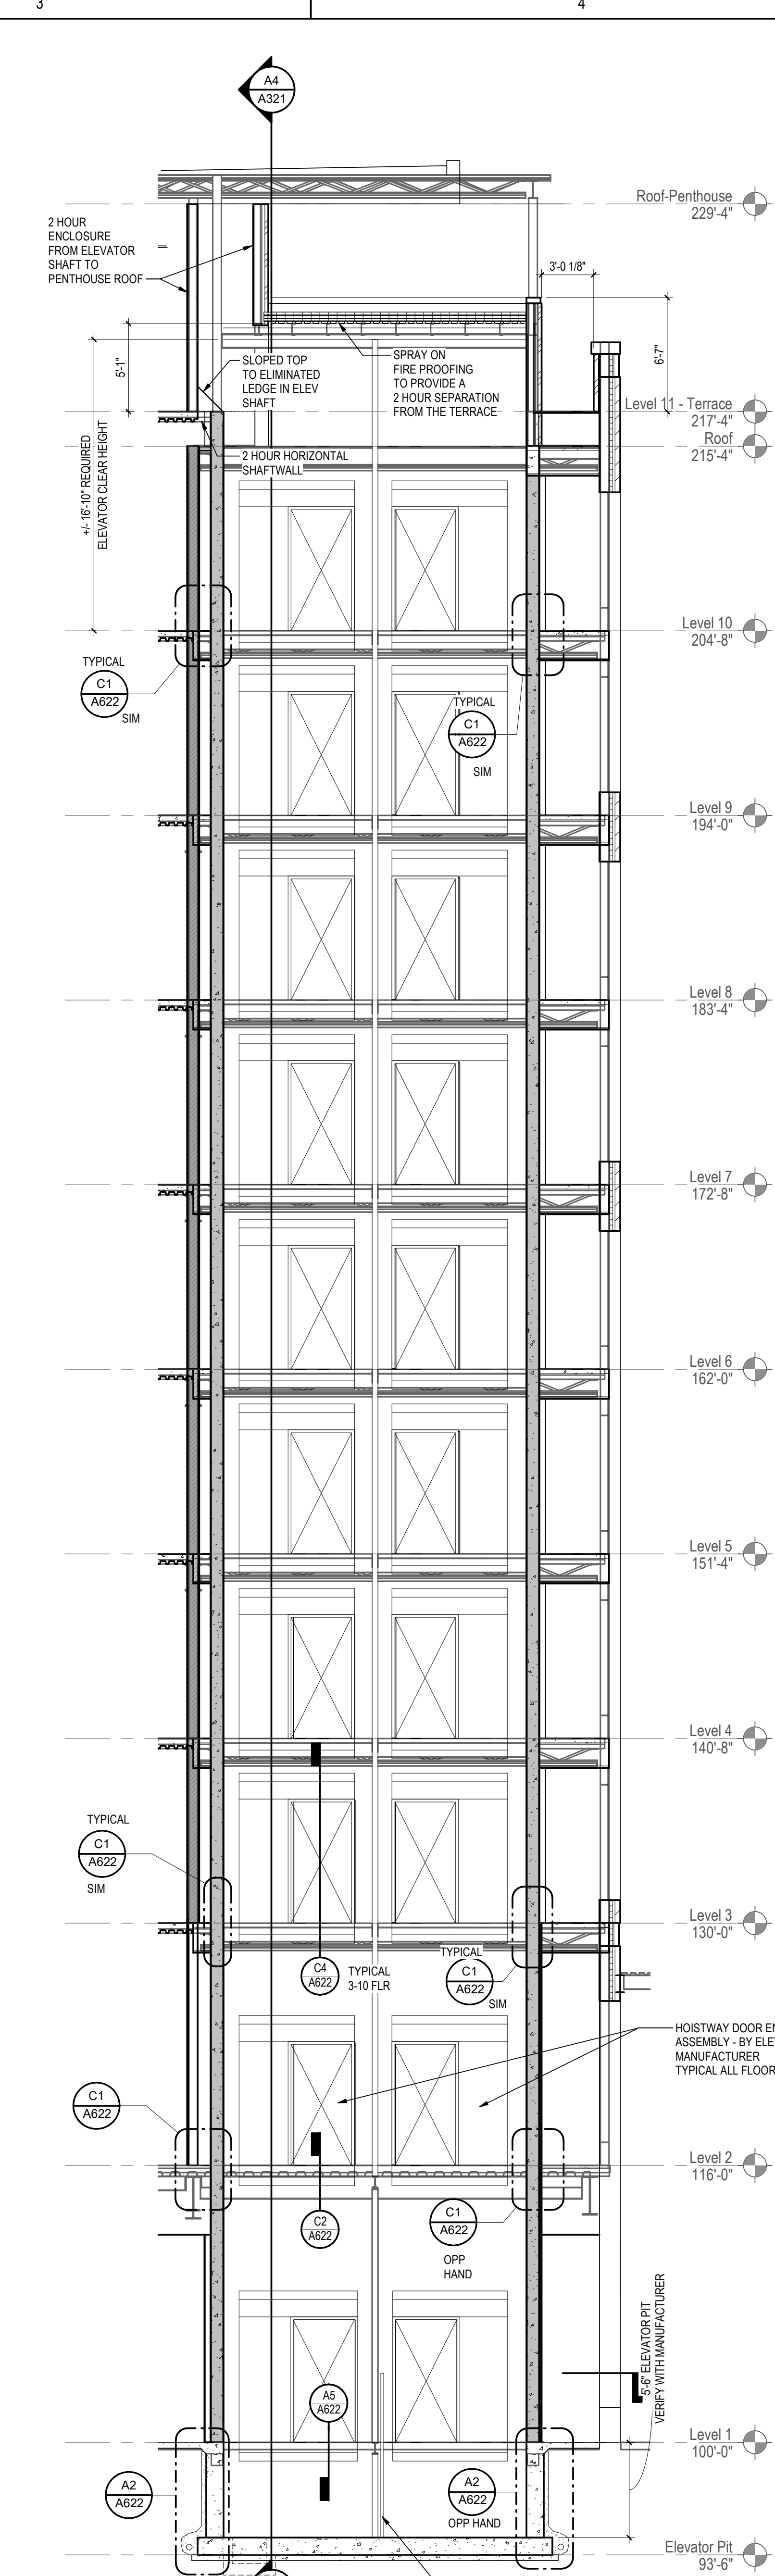 3
4
A4
A321
Roof-Penthouse
229'-4"
2 HOUR
ENCLOSURE
FROM ELEVATOR
SHAFT TO
PENTHOUSE ROOF
3'-0 1/8"
5'-1"
6'-7"
SLOPED TOP
TO ELIMINATED
LEDGE IN ELEV
SHAFT
SPRAY ON
FIRE PROOFING
TO PROVIDE A
2 HOUR SEPARATION
FROM THE TERRACE
Level 11 - Terrace
217'-4"
Roof
215'-4"
2 HOUR HORIZONTAL
SHAFTWALL
+/- 16'-10" REQUIRED
ELEVATOR CLEAR HEIGHT
Level 10
204'-8"
TYPICAL
C1
A622
SIM
TYPICAL
C1
A622
SIM
Level 9
194'-0"
Level 8
183'-4"
Level 7
172'-8"
Level 6
162'-0"
Level 5
151'-4"
Level 4
140'-8"
TYPICAL
C1
A622
SIM
Level 3
130'-0"
C4
A622
TYPICAL
3-10 FLR
TYPICAL
C1
A622
SIM
HOISTWAY DOOR EN
ASSEMBLY - BY ELE
MANUFACTURER
TYPICAL ALL FLOOR
C1
A622
Level 2
116'-0"
C2
A622
C1
A622
OPP
HAND
5'-6" ELEVATOR PIT
VERIFY WITH MANUFACTURER
A5
A622
Level 1
100'-0"
A2
A622
A2
A622
OPP HAND
Elevator Pit
93'-6"